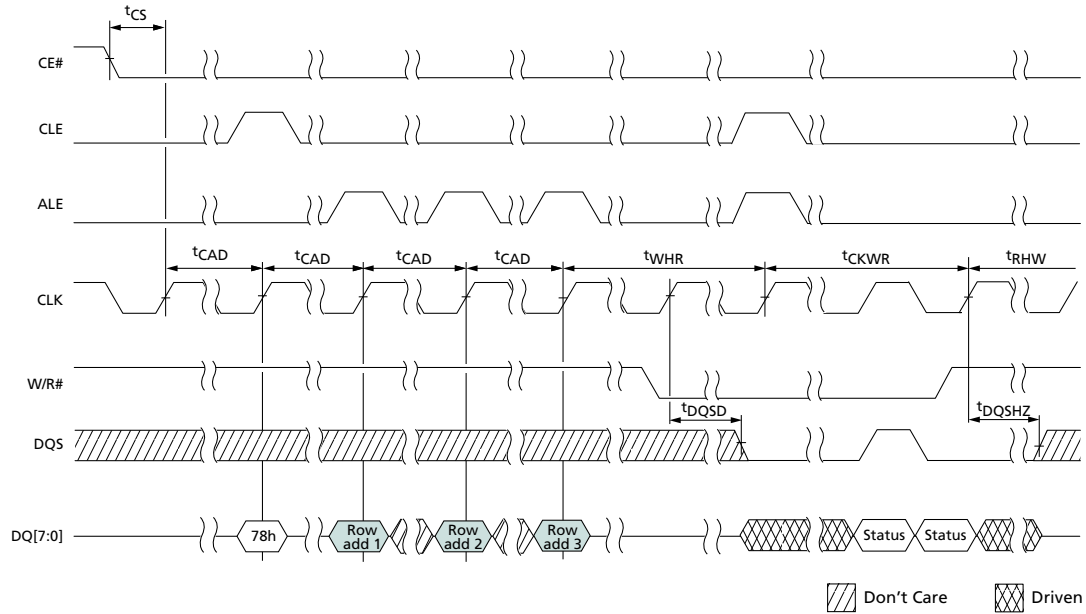 tCS
CE#
CLE
ALE
tCAD tCAD tCAD tCAD tWHR tCKWR tRHW
CLK
W/R#
tDQSD tDQSHZ
DQS
DQ[7:0] 78h Row add 1 Row add 2 Row add 3 Status Status
Don't Care Driven